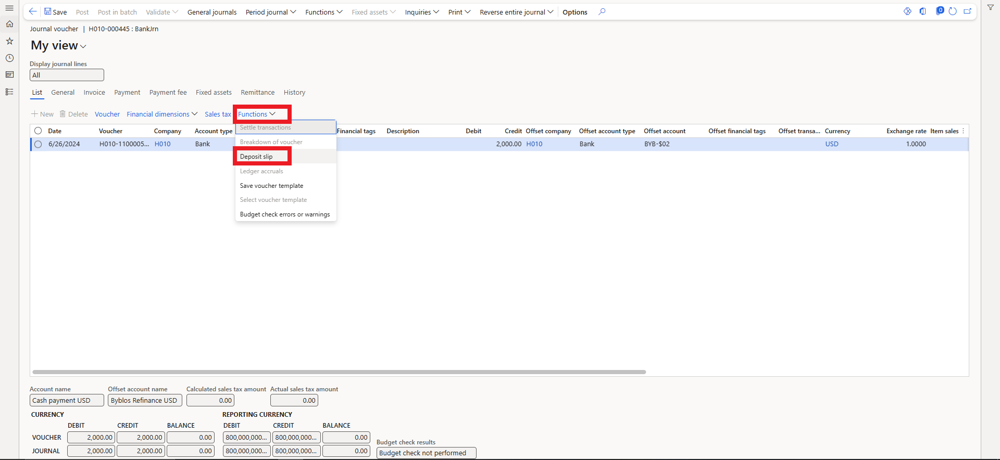 Save Post Post in batch Validate General journals Period journal Functions Fixed assets Inquiries Print Reverse entire journal Options 0
Journal voucher | H010-000445 : BankJrn
My view
Display journal lines
All
List General Invoice Payment Payment fee Fixed assets Remittance History
New Delete Voucher Financial dimensions Sales tax Functions
Settle transactions
Breakdown of voucher
Deposit slip
Ledger accruals
Save voucher template
Select voucher template
Budget check errors or warnings
Date Voucher Company Account type Financial tags Description Debit Credit Offset company Offset account type Offset account Offset financial tags Offset transa... Currency Exchange rate Item sales
6/26/2024 H010-1100005... H010 Bank 2,000.00 H010 Bank BYB-$02 USD 1.0000
Account name Offset account name Calculated sales tax amount Actual sales tax amount
Cash payment USD Byblos Refinance USD 0.00 0.00
CURRENCY REPORTING CURRENCY
DEBIT CREDIT BALANCE DEBIT CREDIT BALANCE
VOUCHER 2,000.00 2,000.00 0.00 800,000,000... 800,000,000... 0.00
JOURNAL 2,000.00 2,000.00 0.00 800,000,000... 800,000,000... 0.00
Budget check results
Budget check not performed